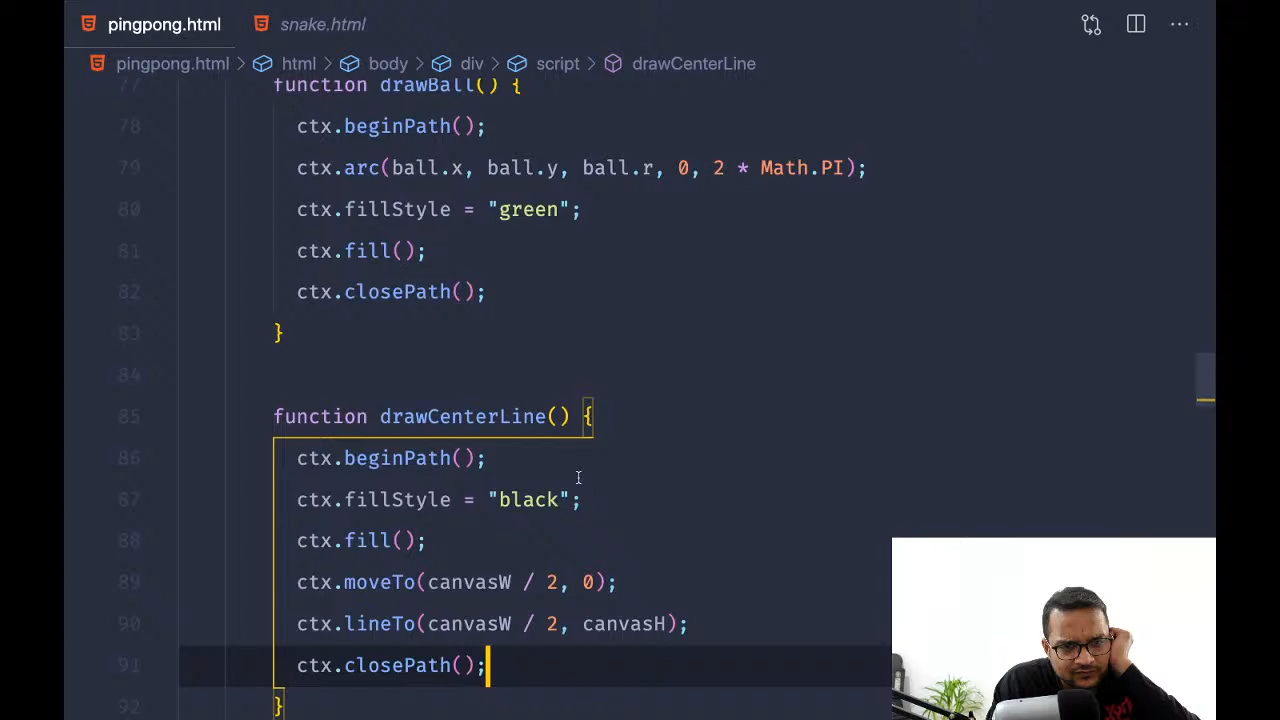 pingpong.html
snake.html
pingpong.html > html > body > div > script > drawCenterLine
77 function drawBall() {
78 ctx.beginPath();
79 ctx.arc(ball.x, ball.y, ball.r, 0, 2 * Math.PI);
80 ctx.fillStyle = "green";
81 ctx.fill();
82 ctx.closePath();
83 }
84
85 function drawCenterLine() {
86 ctx.beginPath();
87 ctx.fillStyle = "black";
88 ctx.fill();
89 ctx.moveTo(canvasW / 2, 0);
90 ctx.lineTo(canvasW / 2, canvasH);
91 ctx.closePath();
92 }